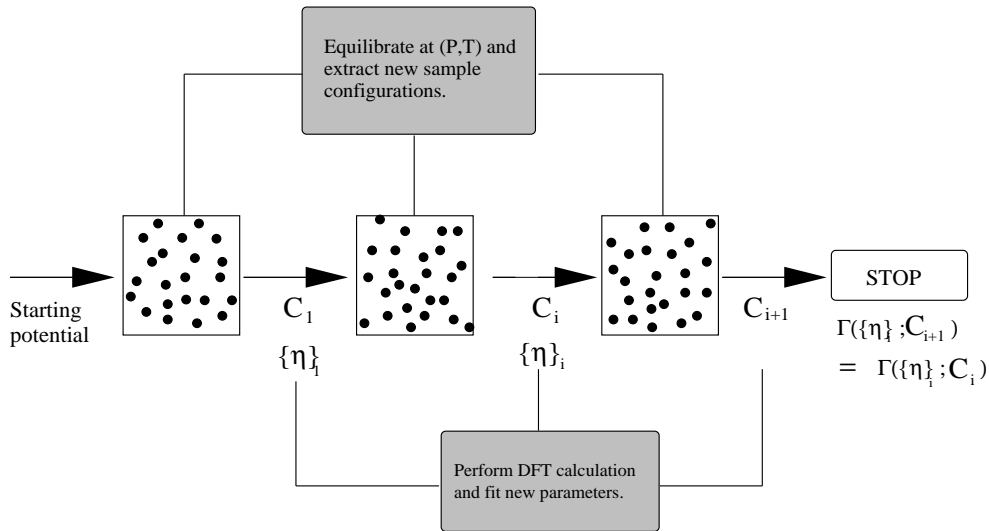 Equilibrate at (P,T) and
extract new sample
configurations.
Starting
potential
C₁
{η}₁
Cᵢ
{η}ᵢ
Cᵢ₊₁
STOP
Γ({η}ᵢ;Cᵢ₊₁)
= Γ({η}ᵢ;Cᵢ)
Perform DFT calculation
and fit new parameters.